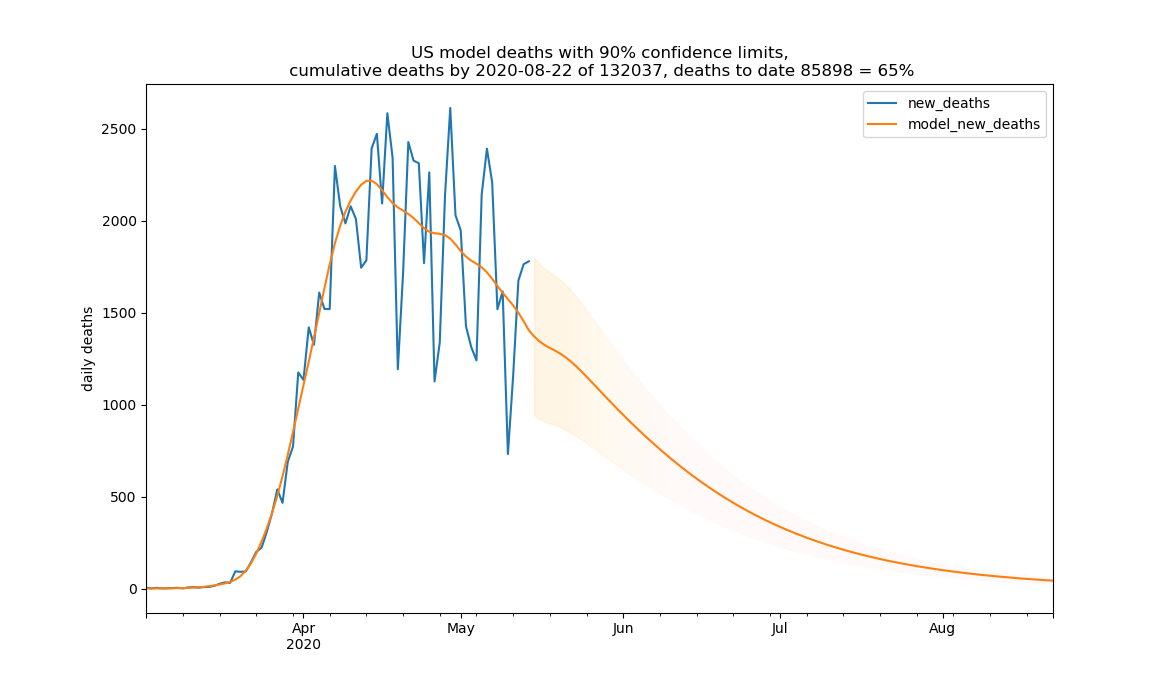 US model deaths with 90% confidence limits,
cumulative deaths by 2020-08-22 of 132037, deaths to date 85898 = 65%
new_deaths
model_new_deaths
2500
2000
1500
1000
500
0
daily deaths
Apr
2020
May
Jun
Jul
Aug